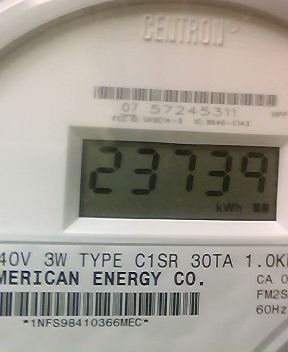 CENTRON
07 57245311
23739
kWh
40V 3W TYPE C1SR 30TA 1.0K
MERICAN ENERGY CO.
CA 0
FM2S
60Hz
*1NFS98410366MEC*